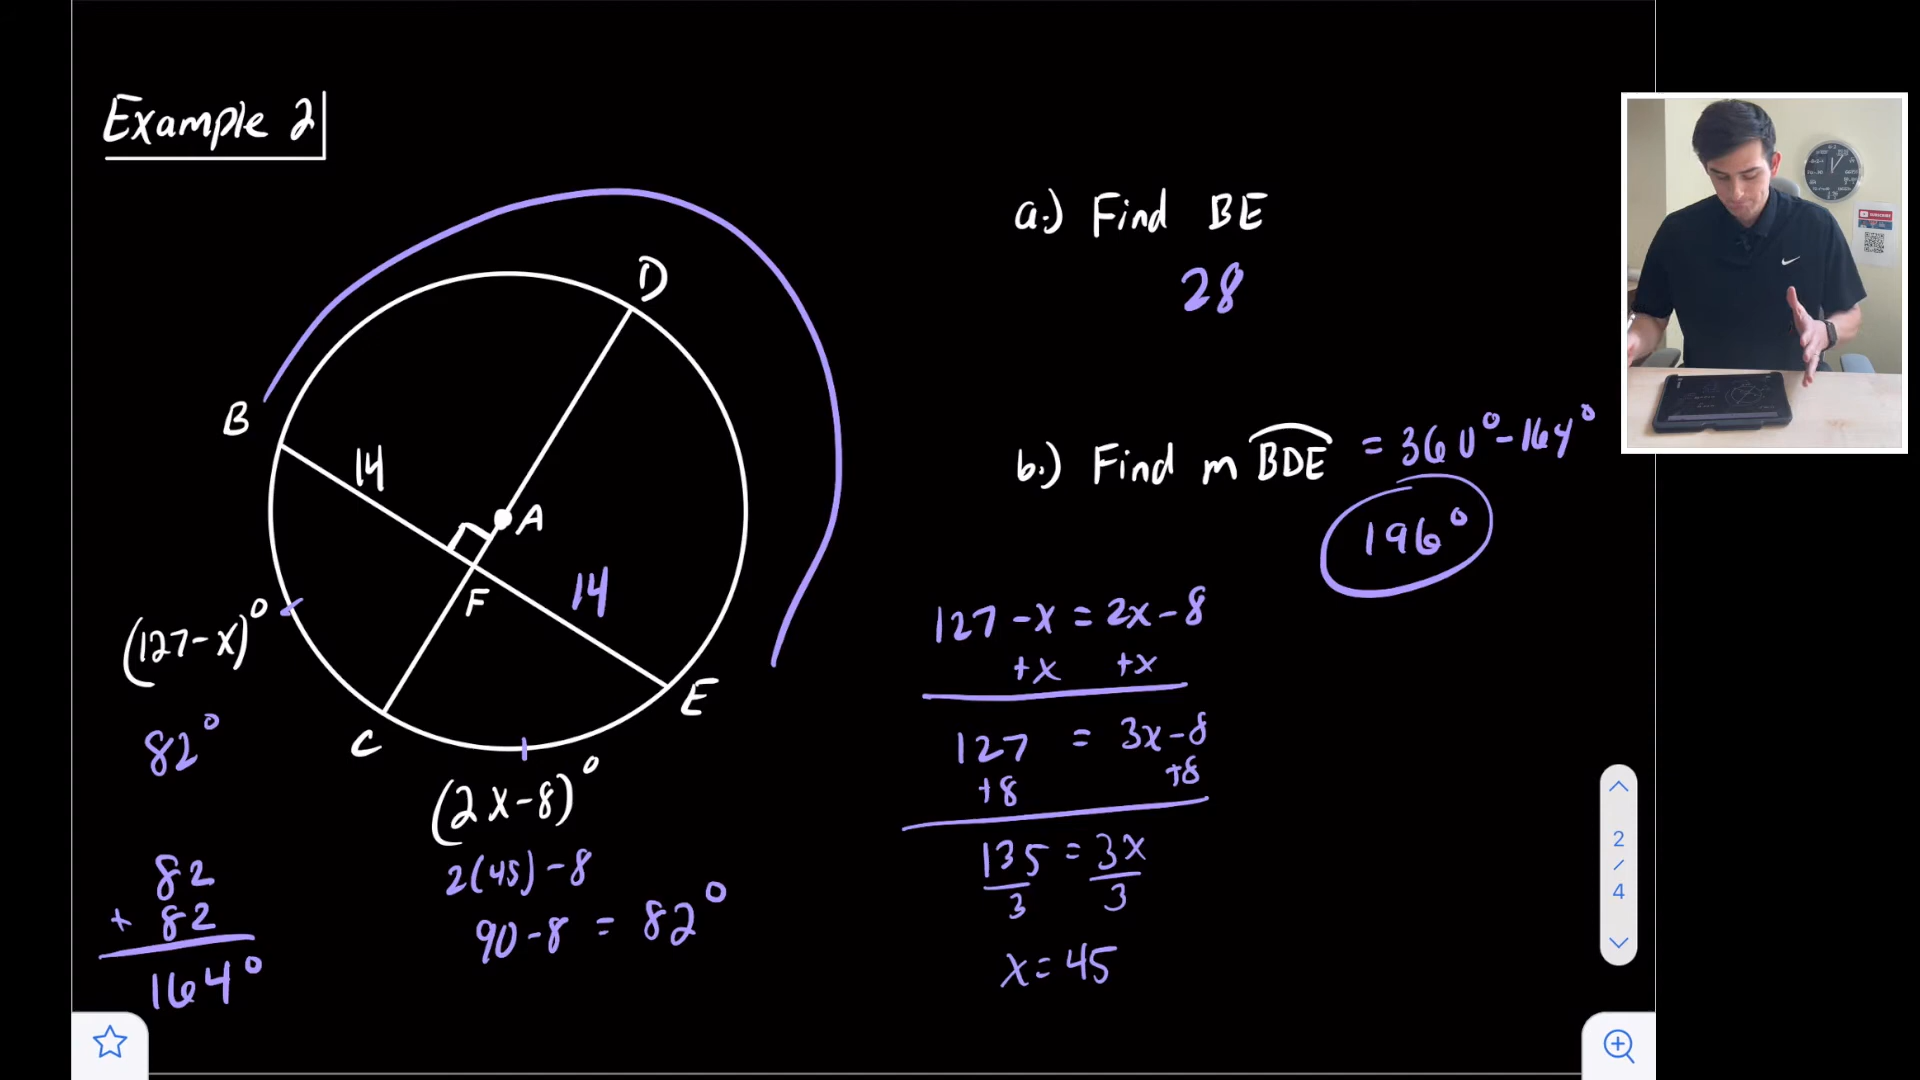 Example 2
D
B
14
A
F
14
(127-x)°
82°
C
E
(2x-8)°
2(45)-8
90-8 = 82°
82
+ 82
164°
a.) Find BE
28
b.) Find m BDE = 360°-164°
196°
127-x = 2x-8
+x +x
127 = 3x-8
+8 +8
135 = 3x
3 3
x=45
2
/
4
SUBSCRIBE